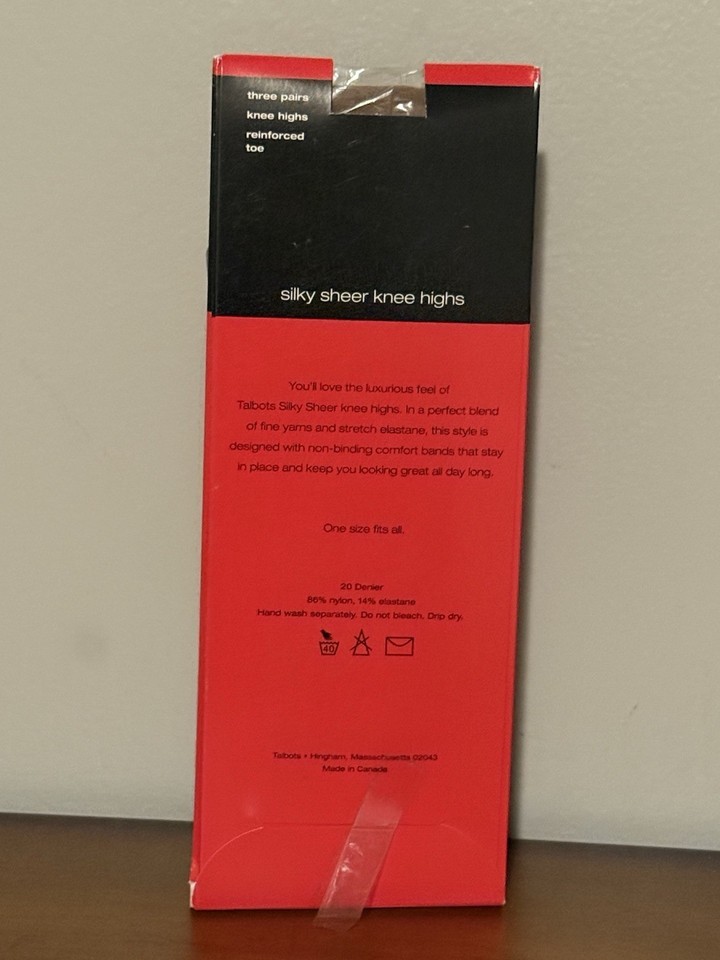 three pairs
knee highs
reinforced
toe
silky sheer knee highs
You'll love the luxurious feel of
Talbots Silky Sheer knee highs. In a perfect blend
of fine yarns and stretch elastane, this style is
designed with non-binding comfort bands that stay
in place and keep you looking great all day long.
One size fits all.
20 Denier
86% nylon, 14% elastane
Hand wash separately. Do not bleach. Drip dry.
40
Talbots • Hingham, Massachusetts 02043
Made in Canada